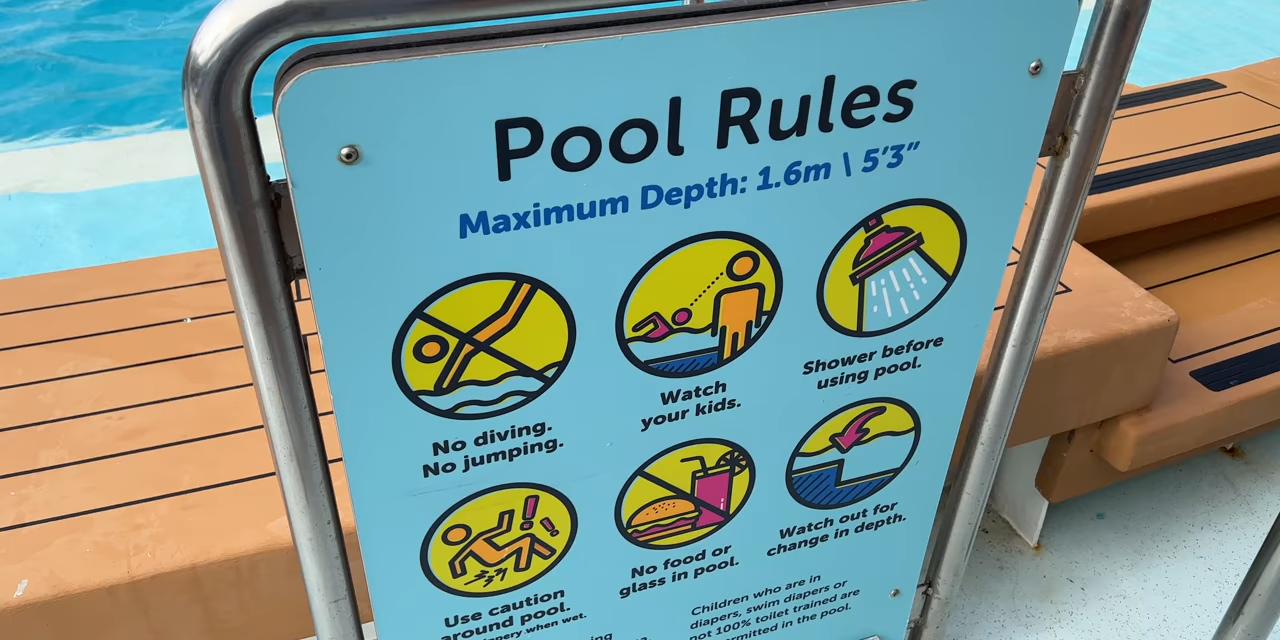 Pool Rules
Maximum Depth: 1.6m \ 5'3"
No diving.
No jumping.
Watch
your kids.
Shower before
using pool.
Use caution
around pool.
when wet.
No food or
glass in pool.
Watch out for
change in depth.
Children who are in
diapers, swim diapers or
not 100% toilet trained are
in the pool.